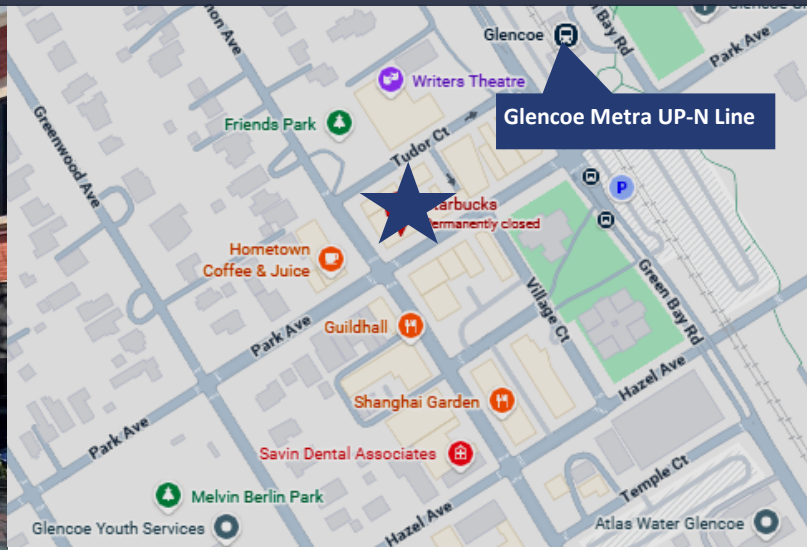 Glencoe
Bay Rd
Park Ave
Writers Theatre
Glencoe Metra UP-N Line
Greenwood Ave
Friends Park
Tudor Ct
Starbucks
Permanently closed
P
Hometown
Coffee & Juice
Green Bay Rd
Village Ct
Guildhall
Park Ave
Hazel Ave
Shanghai Garden
Park Ave
Savin Dental Associates
Temple Ct
Melvin Berlin Park
Glencoe Youth Services
Hazel Ave
Atlas Water Glencoe